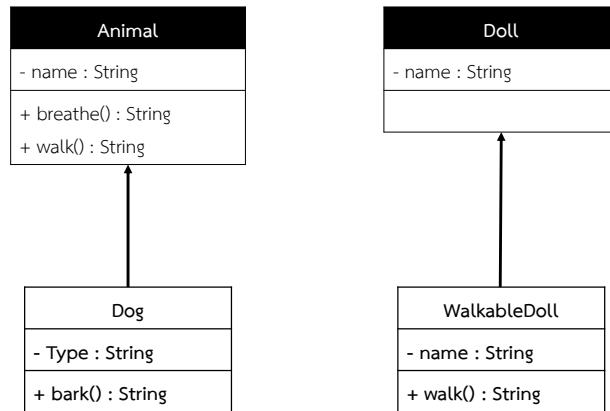 Animal
- name : String
+ breathe() : String
+ walk() : String
Doll
- name : String
Dog
- Type : String
+ bark() : String
WalkableDoll
- name : String
+ walk() : String